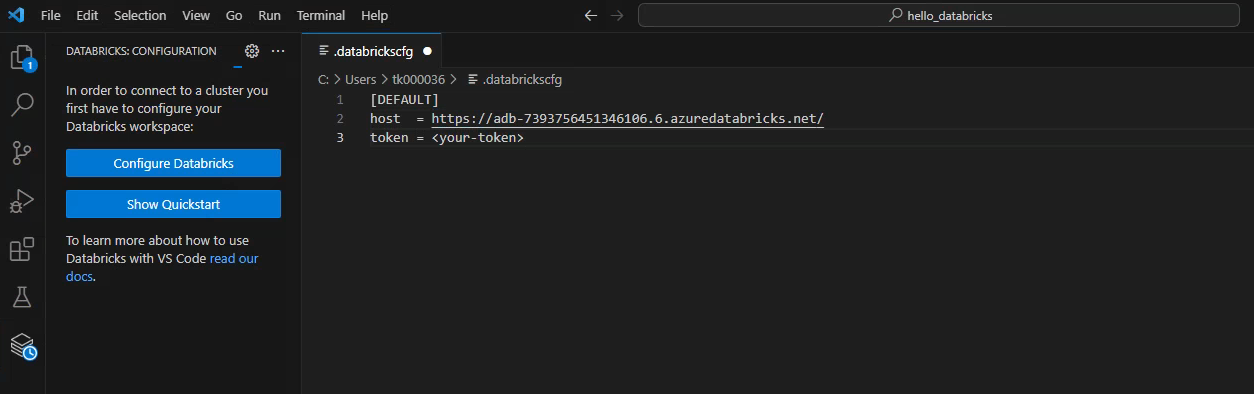 File Edit Selection View Go Run Terminal Help
hello_databricks
DATABRICKS: CONFIGURATION
.databrickscfg
1
C: > Users > tk000036 > .databrickscfg
In order to connect to a cluster you
first have to configure your
Databricks workspace:
Configure Databricks
Show Quickstart
To learn more about how to use
Databricks with VS Code read our
docs.
1 [DEFAULT]
2 host  = https://adb-7393756451346106.6.azuredatabricks.net/
3 token = <your-token>